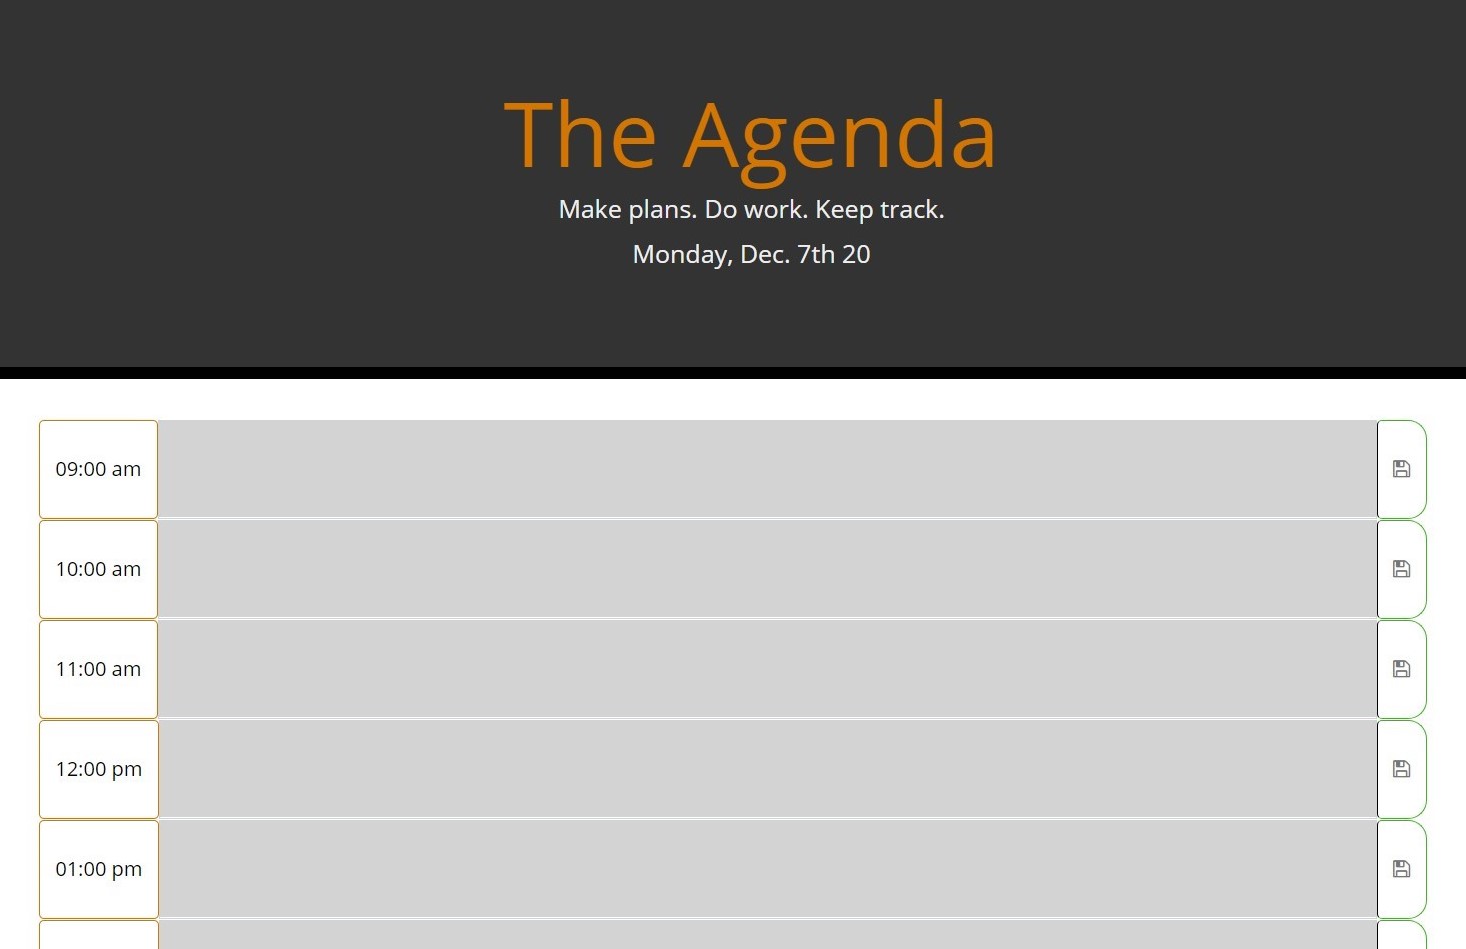 The Agenda
Make plans. Do work. Keep track.
Monday, Dec. 7th 20
09:00 am
10:00 am
11:00 am
12:00 pm
01:00 pm